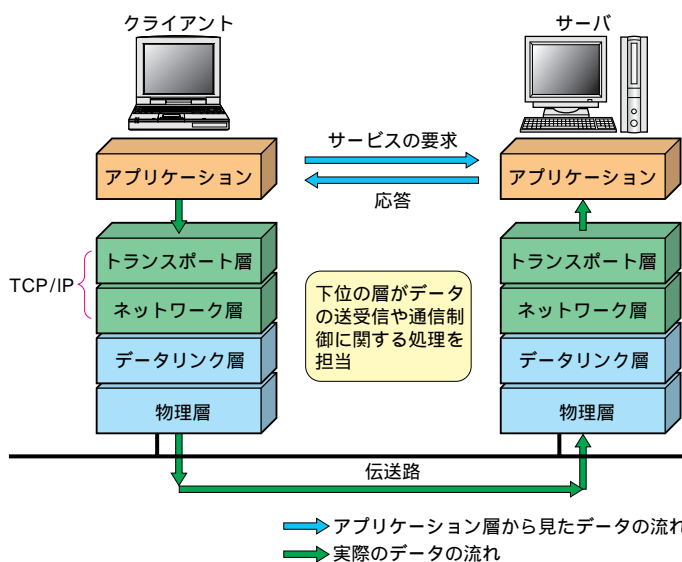 クライアント
サーバ
サービスの要求
応答
アプリケーション
アプリケーション
TCP/IP
トランスポート層
ネットワーク層
データリンク層
物理層
下位の層がデータ
の送受信や通信制
御に関する処理を
担当
トランスポート層
ネットワーク層
データリンク層
物理層
伝送路
アプリケーション層から見たデータの流れ
実際のデータの流れ